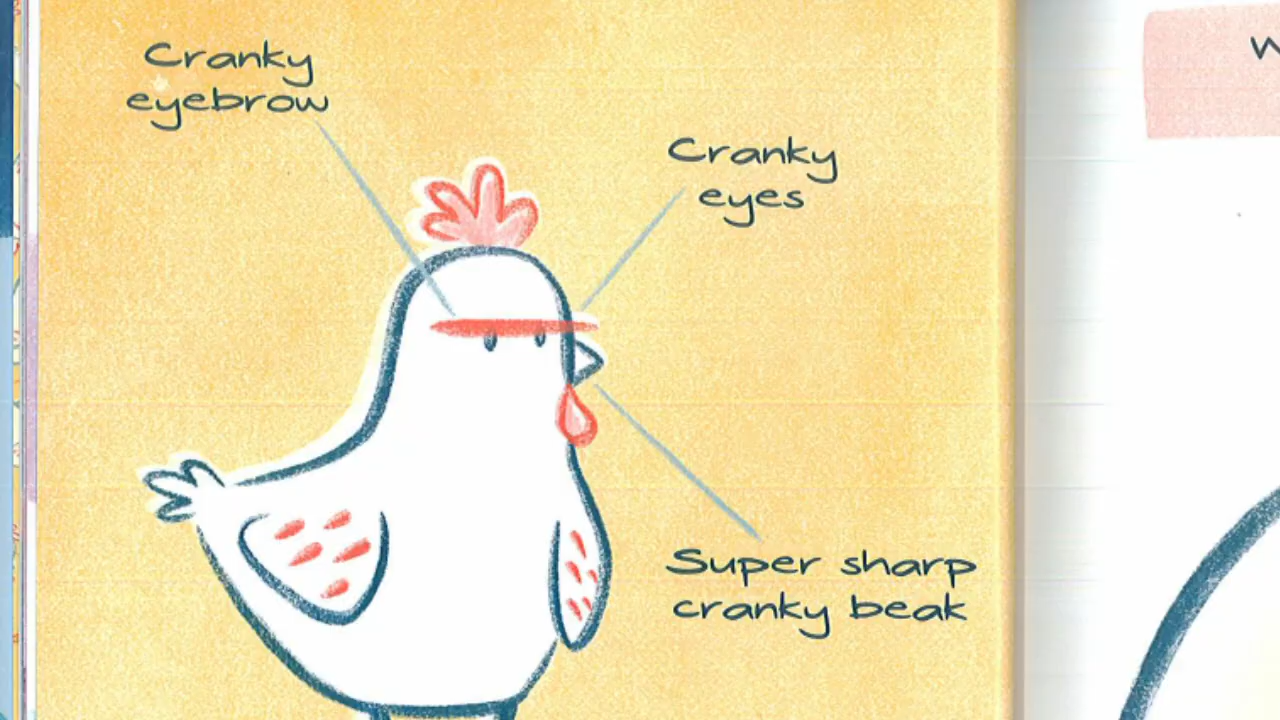 Cranky
eyebrow
Cranky
eyes
Super sharp
cranky beak